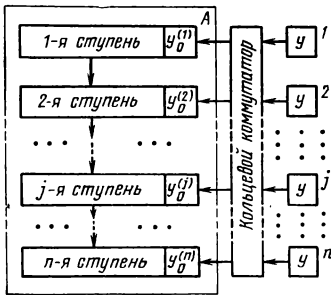 A
1-я ступень y₀⁽¹⁾
2-я ступень y₀⁽²⁾
. . . . . .
j-я ступень y₀⁽ʲ⁾
. . . . . .
n-я ступень y₀⁽ⁿ⁾
Кольцевой коммутатор
y 1
y 2
y j
y n